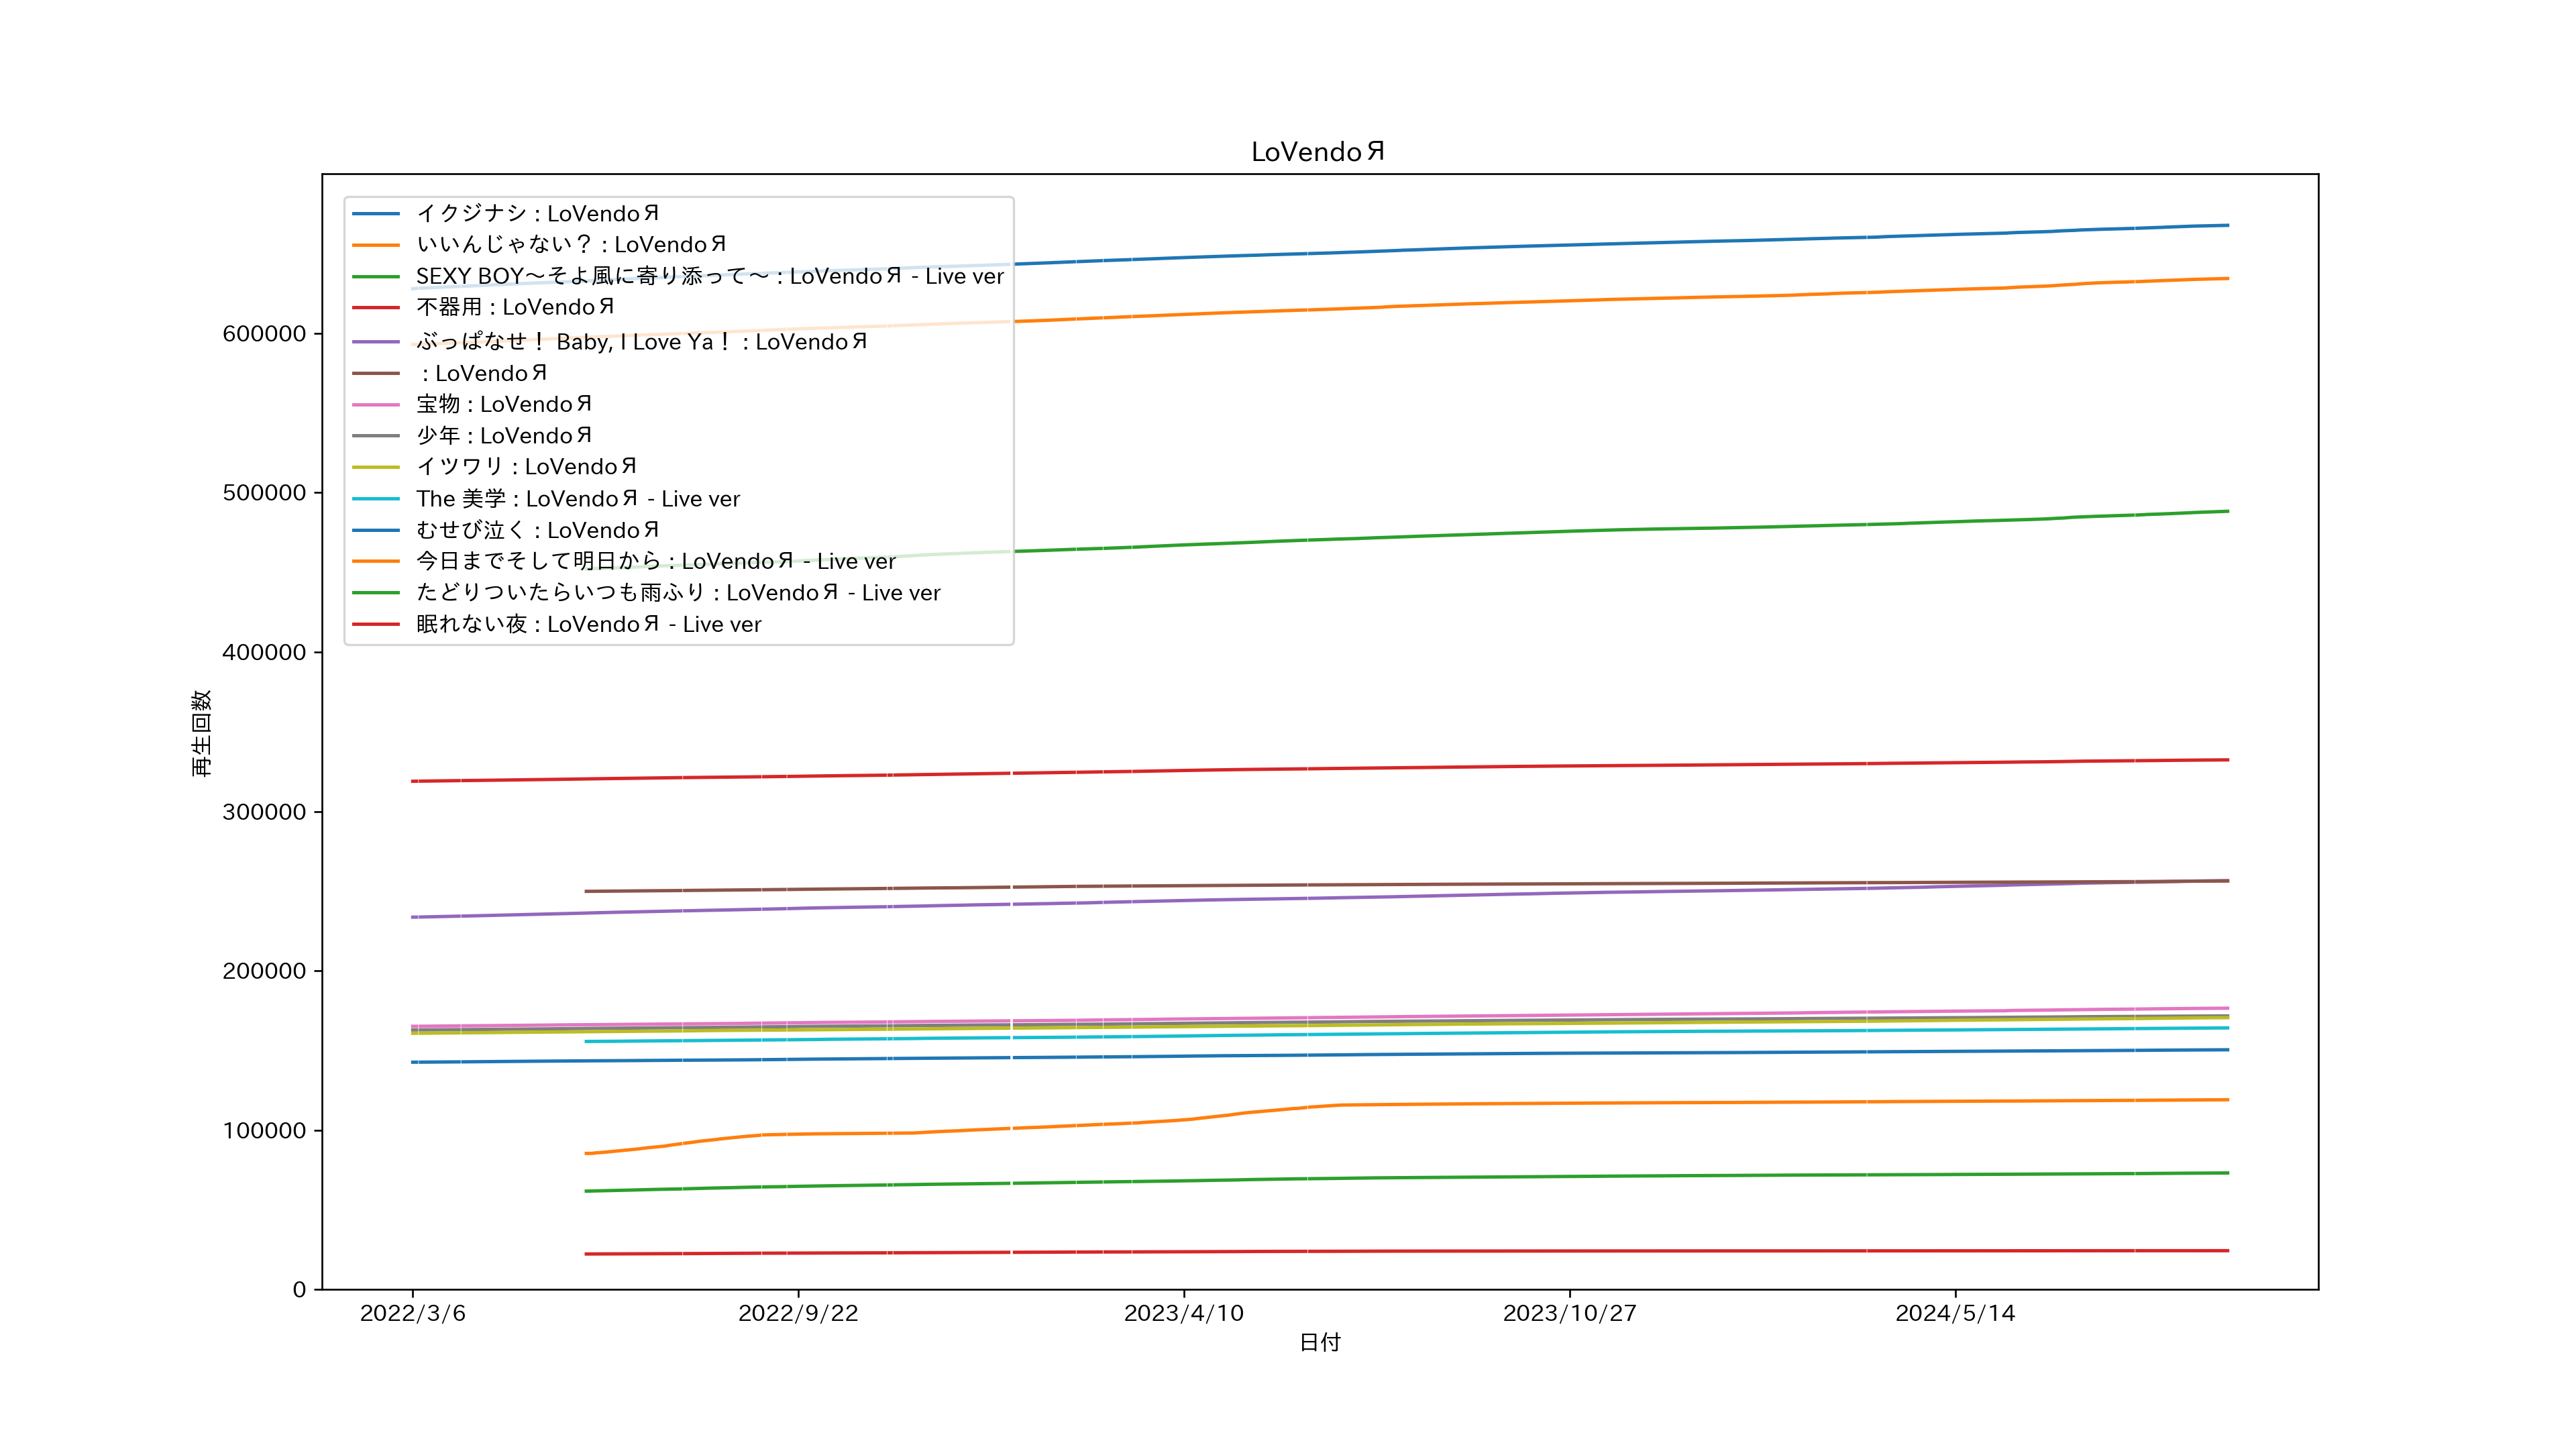 LoVendoЯ
イクジナシ : LoVendoЯ
いいんじゃない？ : LoVendoЯ
SEXY BOY～そよ風に寄り添って～ : LoVendoЯ - Live ver
不器用 : LoVendoЯ
ぶっぱなせ！ Baby, I Love Ya！ : LoVendoЯ
: LoVendoЯ
宝物 : LoVendoЯ
少年 : LoVendoЯ
イツワリ : LoVendoЯ
The 美学 : LoVendoЯ - Live ver
むせび泣く : LoVendoЯ
今日までそして明日から : LoVendoЯ - Live ver
たどりついたらいつも雨ふり : LoVendoЯ - Live ver
眠れない夜 : LoVendoЯ - Live ver
600000
500000
400000
300000
200000
100000
0
再生回数
2022/3/6
2022/9/22
2023/4/10
2023/10/27
2024/5/14
日付